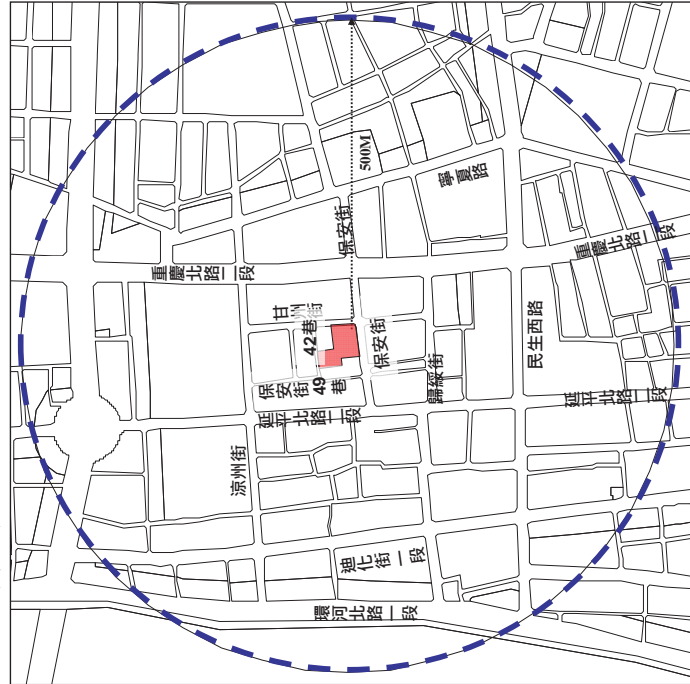 500M
寧夏路
保安街
重慶北路二段
重慶北路二段
甘州街
42巷
保安街
民生西路
保安街49巷
歸綏街
延平北路二段
延平北路二段
涼州街
迪化街一段
環河北路一段